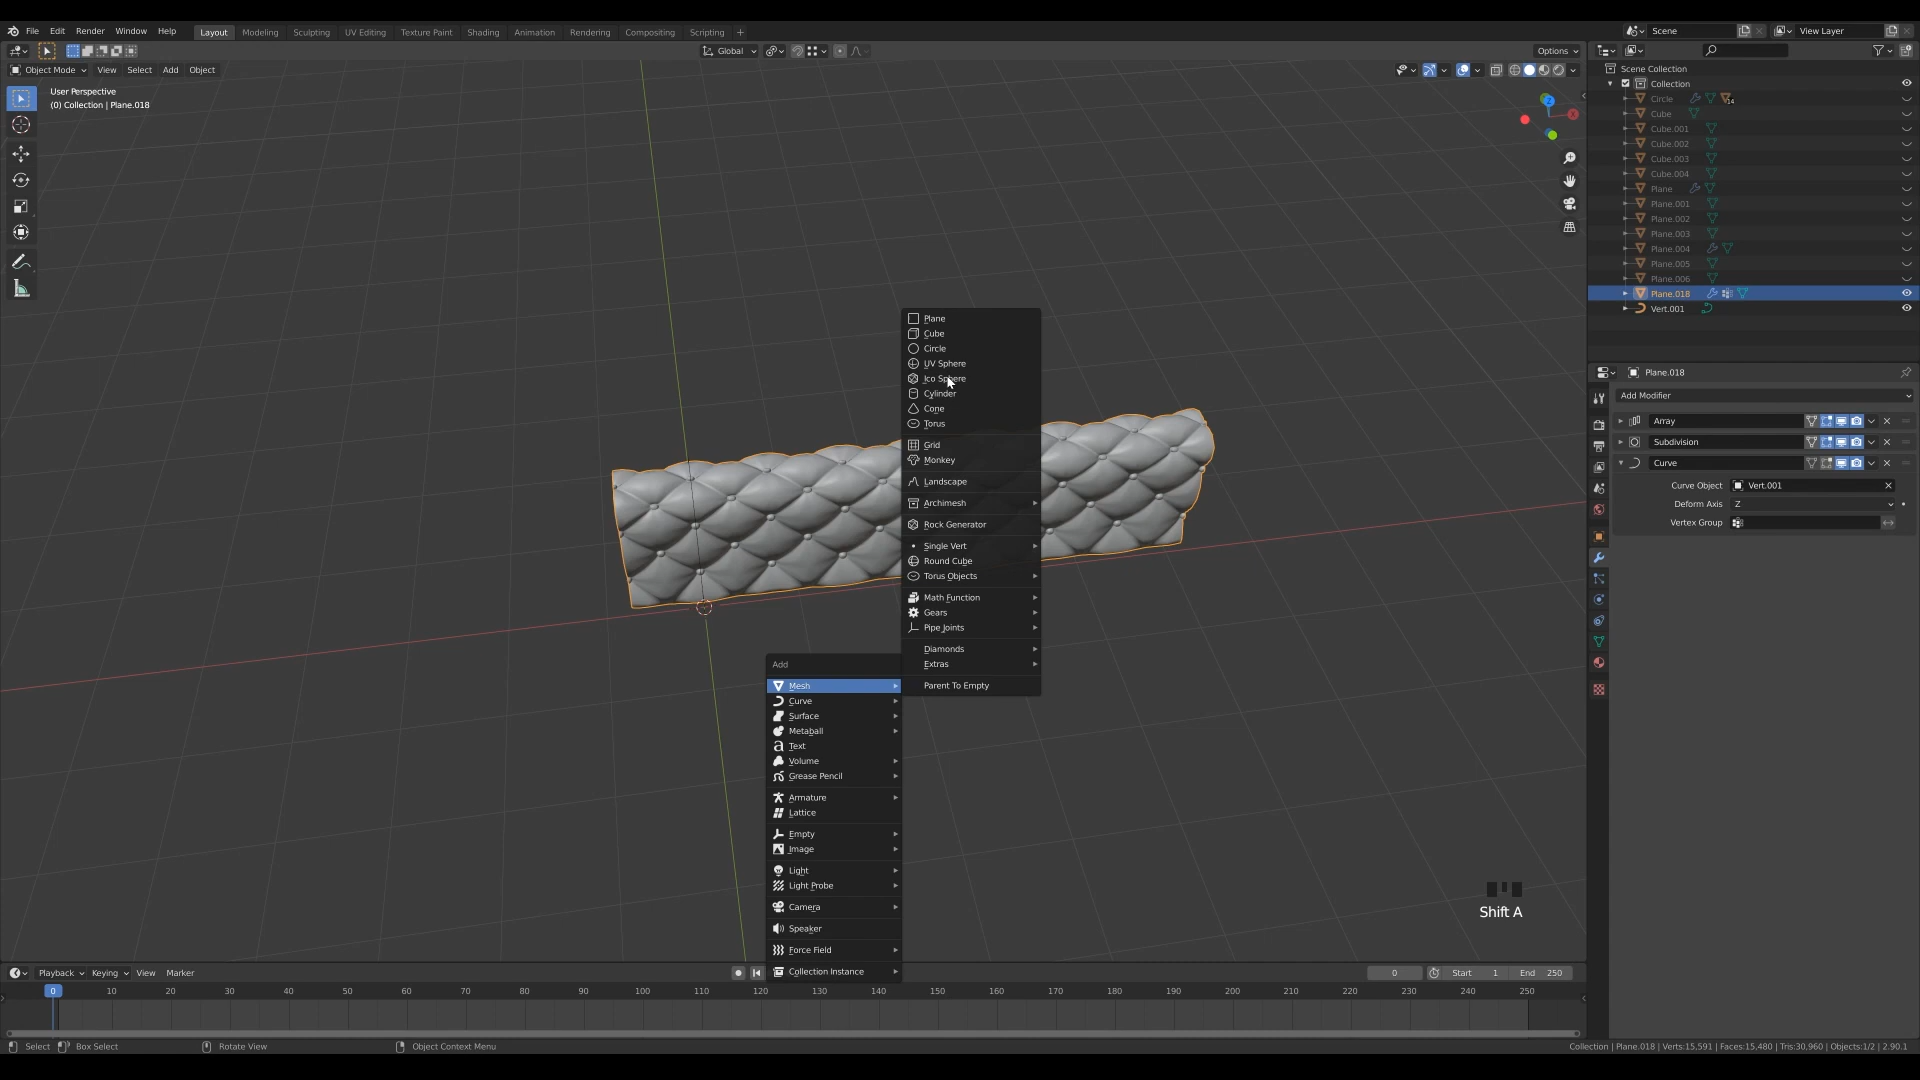 File Edit Render Window Help Layout Modeling Sculpting UV Editing Texture Paint Shading Animation Rendering Compositing Scripting + Scene View Layer
Global Options
Object Mode View Select Add Object
User Perspective
(0) Collection | Plane.018
Scene Collection
Collection
Circle 14
Cube
Cube.001
Cube.002
Cube.003
Cube.004
Plane
Plane.001
Plane.002
Plane.003
Plane.004
Plane.005
Plane.006
Plane.018
Vert.001
Z
X
Plane.018
Add Modifier
Array
Subdivision
Curve
Curve Object Vert.001
Deform Axis Z
Vertex Group
Plane
Cube
Circle
UV Sphere
Ico Sphere
Cylinder
Cone
Torus
Grid
Monkey
Landscape
Archimesh
Rock Generator
Single Vert
Round Cube
Torus Objects
Math Function
Gears
Pipe Joints
Diamonds
Extras
Parent To Empty
Add
Mesh
Curve
Surface
Metaball
Text
Volume
Grease Pencil
Armature
Lattice
Empty
Image
Light
Light Probe
Camera
Speaker
Force Field
Collection Instance
Shift A
Playback Keying View Marker 0 Start 1 End 250
0 10 20 30 40 50 60 70 80 90 100 110 120 130 140 150 160 170 180 190 200 210 220 230 240 250
Select Box Select Rotate View Object Context Menu Collection | Plane.018 | Verts:15,591 | Faces:15,480 | Tris:30,960 | Objects:1/2 | 2.90.1